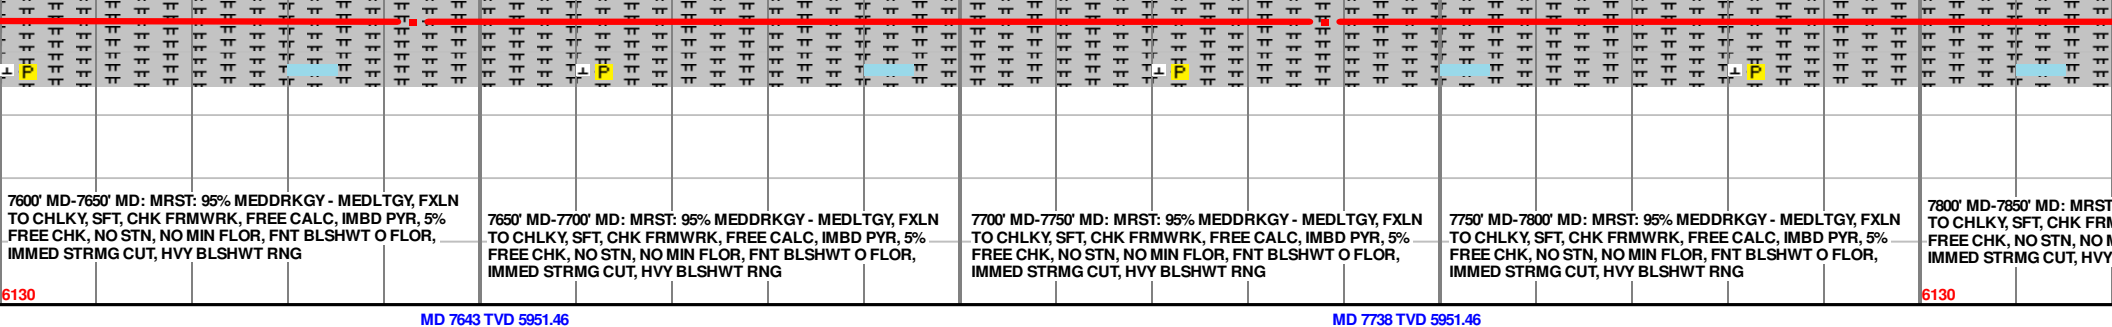 P
P
P
P
7600' MD-7650' MD: MRST: 95% MEDDRKGY - MEDLTGY, FXLN
TO CHLKY, SFT, CHK FRMWRK, FREE CALC, IMBD PYR, 5%
FREE CHK, NO STN, NO MIN FLOR, FNT BLSHWT O FLOR,
IMMED STRMG CUT, HVY BLSHWT RNG
7650' MD-7700' MD: MRST: 95% MEDDRKGY - MEDLTGY, FXLN
TO CHLKY, SFT, CHK FRMWRK, FREE CALC, IMBD PYR, 5%
FREE CHK, NO STN, NO MIN FLOR, FNT BLSHWT O FLOR,
IMMED STRMG CUT, HVY BLSHWT RNG
7700' MD-7750' MD: MRST: 95% MEDDRKGY - MEDLTGY, FXLN
TO CHLKY, SFT, CHK FRMWRK, FREE CALC, IMBD PYR, 5%
FREE CHK, NO STN, NO MIN FLOR, FNT BLSHWT O FLOR,
IMMED STRMG CUT, HVY BLSHWT RNG
7750' MD-7800' MD: MRST: 95% MEDDRKGY - MEDLTGY, FXLN
TO CHLKY, SFT, CHK FRMWRK, FREE CALC, IMBD PYR, 5%
FREE CHK, NO STN, NO MIN FLOR, FNT BLSHWT O FLOR,
IMMED STRMG CUT, HVY BLSHWT RNG
7800' MD-7850' MD: MRST
TO CHLKY, SFT, CHK
FREE CHK, NO STN, NO
IMMED STRMG CUT, HVY
6130
6130
MD 7643 TVD 5951.46
MD 7738 TVD 5951.46